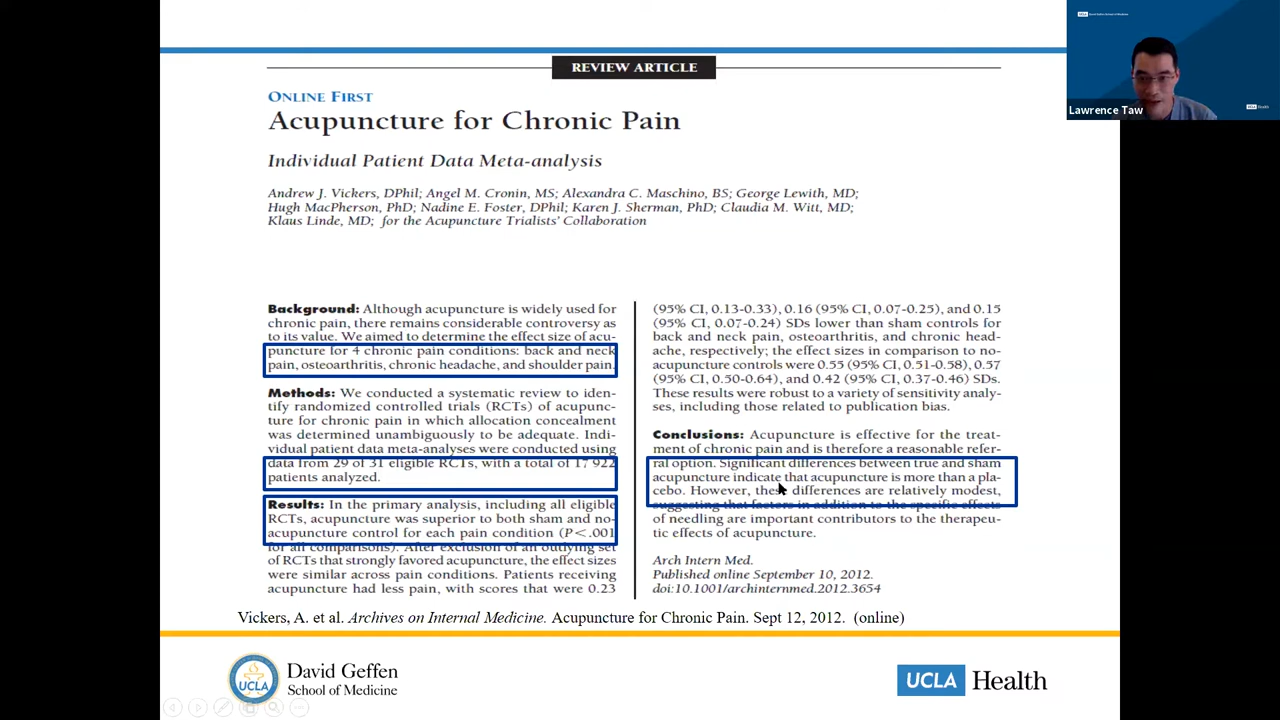 UCLA
Health
Lawrence Taw
REVIEW ARTICLE
ONLINE FIRST
Acupuncture for Chronic Pain
Individual Patient Data Meta-analysis
Andrew J. Vickers, DPhil; Angel M. Cronin, MS; Alexandra C. Maschino, BS; George Lewith, MD;
Hugh MacPherson, PhD; Nadine E. Foster, DPhil; Karen J. Sherman, PhD; Claudia M. Witt, MD;
Klaus Linde, MD; for the Acupuncture Trialists' Collaboration
Background: Although acupuncture is widely used for
chronic pain, there remains considerable controversy as
to its value. We aimed to determine the effect size of acu-
puncture for 4 chronic pain conditions: back and neck
pain, osteoarthritis, chronic headache, and shoulder pain.
Methods: We conducted a systematic review to iden-
tify randomized controlled trials (RCTs) of acupunc-
ture for chronic pain in which allocation concealment
was determined unambiguously to be adequate. Indi-
vidual patient data meta-analyses were conducted using
data from 29 of 31 eligible RCTs, with a total of 17 922
patients analyzed.
Results: In the primary analysis, including all eligible
RCTs, acupuncture was superior to both sham and no-
acupuncture control for each pain condition (P<.001
for all comparisons). After exclusion of an outlying set
of RCTs that strongly favored acupuncture, the effect sizes
were similar across pain conditions. Patients receiving
acupuncture had less pain, with scores that were 0.23
(95% CI, 0.13-0.33), 0.16 (95% CI, 0.07-0.25), and 0.15
(95% CI, 0.07-0.24) SDs lower than sham controls for
back and neck pain, osteoarthritis, and chronic head-
ache, respectively; the effect sizes in comparison to no-
acupuncture controls were 0.55 (95% CI, 0.51-0.58), 0.57
(95% CI, 0.50-0.64), and 0.42 (95% CI, 0.37-0.46) SDs.
These results were robust to a variety of sensitivity analy-
ses, including those related to publication bias.
Conclusions: Acupuncture is effective for the treat-
ment of chronic pain and is therefore a reasonable refer-
ral option. Significant differences between true and sham
acupuncture indicate that acupuncture is more than a pla-
cebo. However, these differences are relatively modest,
suggesting that factors in addition to the specific effects
of needling are important contributors to the therapeu-
tic effects of acupuncture.
Arch Intern Med.
Published online September 10, 2012.
doi:10.1001/archinternmed.2012.3654
Vickers, A. et al. Archives on Internal Medicine. Acupuncture for Chronic Pain. Sept 12, 2012. (online)
UCLA
David Geffen
School of Medicine
UCLA Health